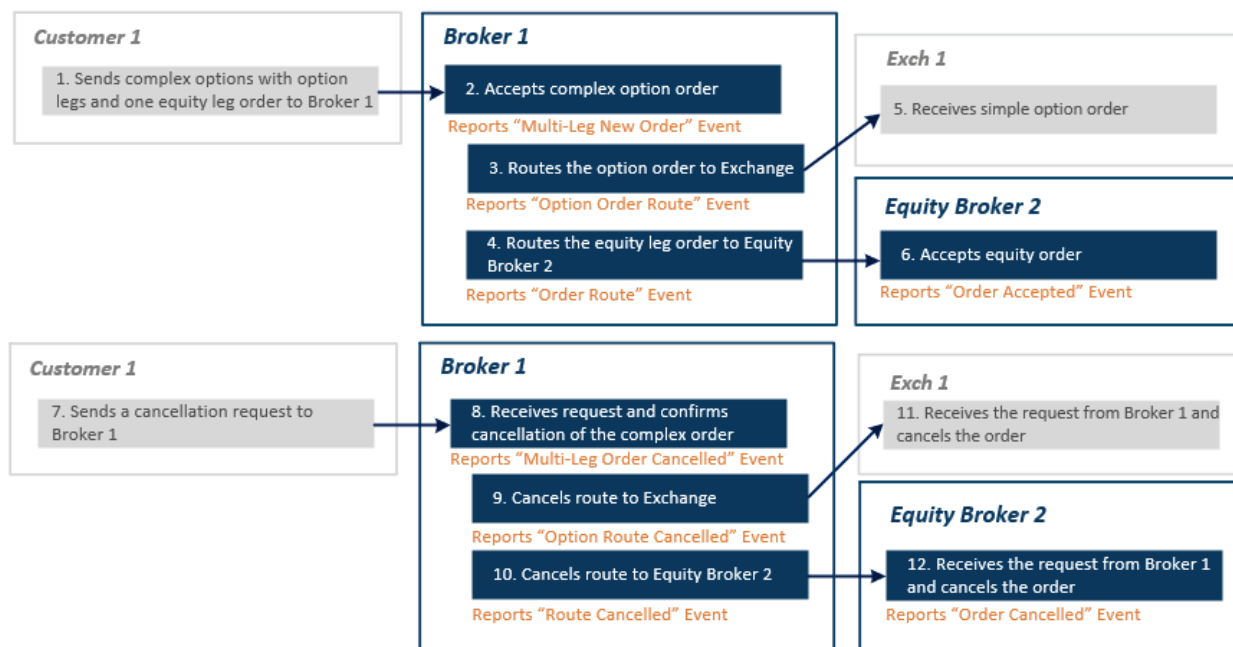 Customer 1
1. Sends complex options with option
legs and one equity leg order to Broker 1
Broker 1
2. Accepts complex option order
Reports “Multi-Leg New Order” Event
3. Routes the option order to Exchange
Reports “Option Order Route” Event
4. Routes the equity leg order to Equity
Broker 2
Reports “Order Route” Event
Exch 1
5. Receives simple option order
Equity Broker 2
6. Accepts equity order
Reports “Order Accepted” Event
Customer 1
7. Sends a cancellation request to
Broker 1
Broker 1
8. Receives request and confirms
cancellation of the complex order
Reports “Multi-Leg Order Cancelled” Event
9. Cancels route to Exchange
Reports “Option Route Cancelled” Event
10. Cancels route to Equity Broker 2
Reports “Route Cancelled” Event
Exch 1
11. Receives the request from Broker 1 and
cancels the order
Equity Broker 2
12. Receives the request from Broker 1
and cancels the order
Reports “Order Cancelled” Event